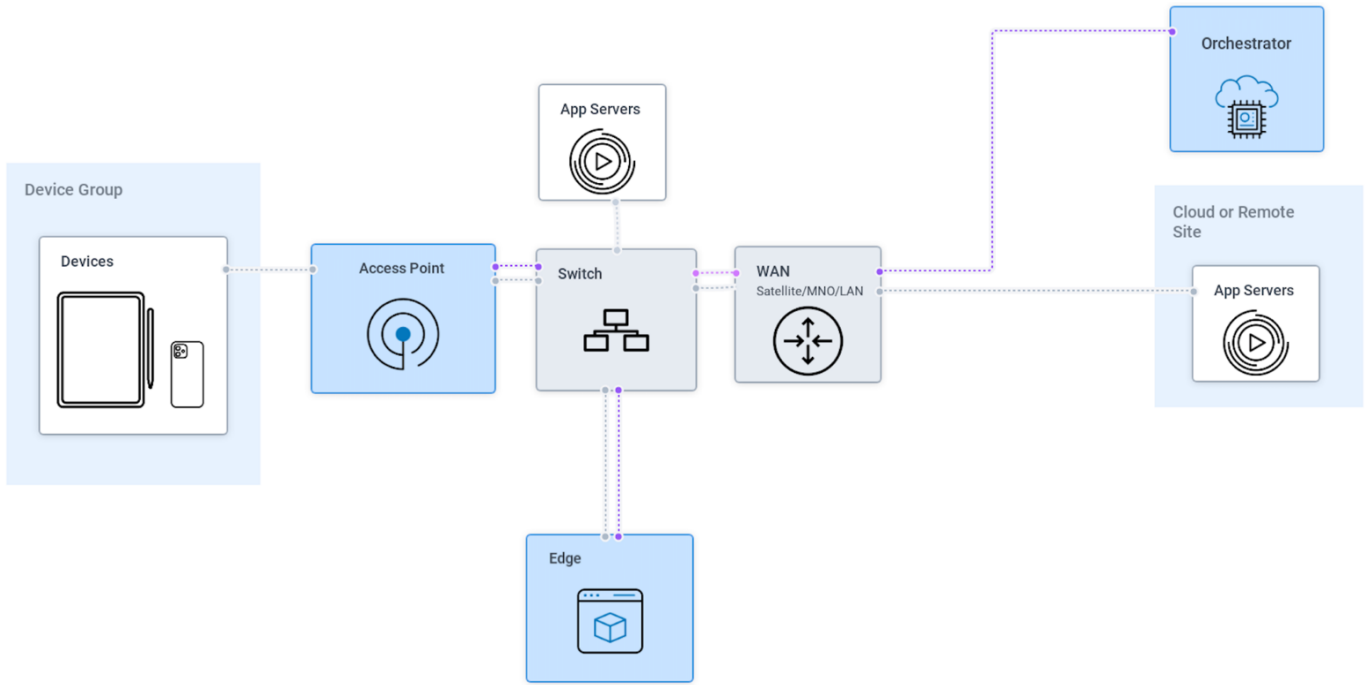 Orchestrator
App Servers
Device Group
Cloud or Remote
Site
Devices
Access Point
Switch
WAN
Satellite/MNO/LAN
App Servers
Edge